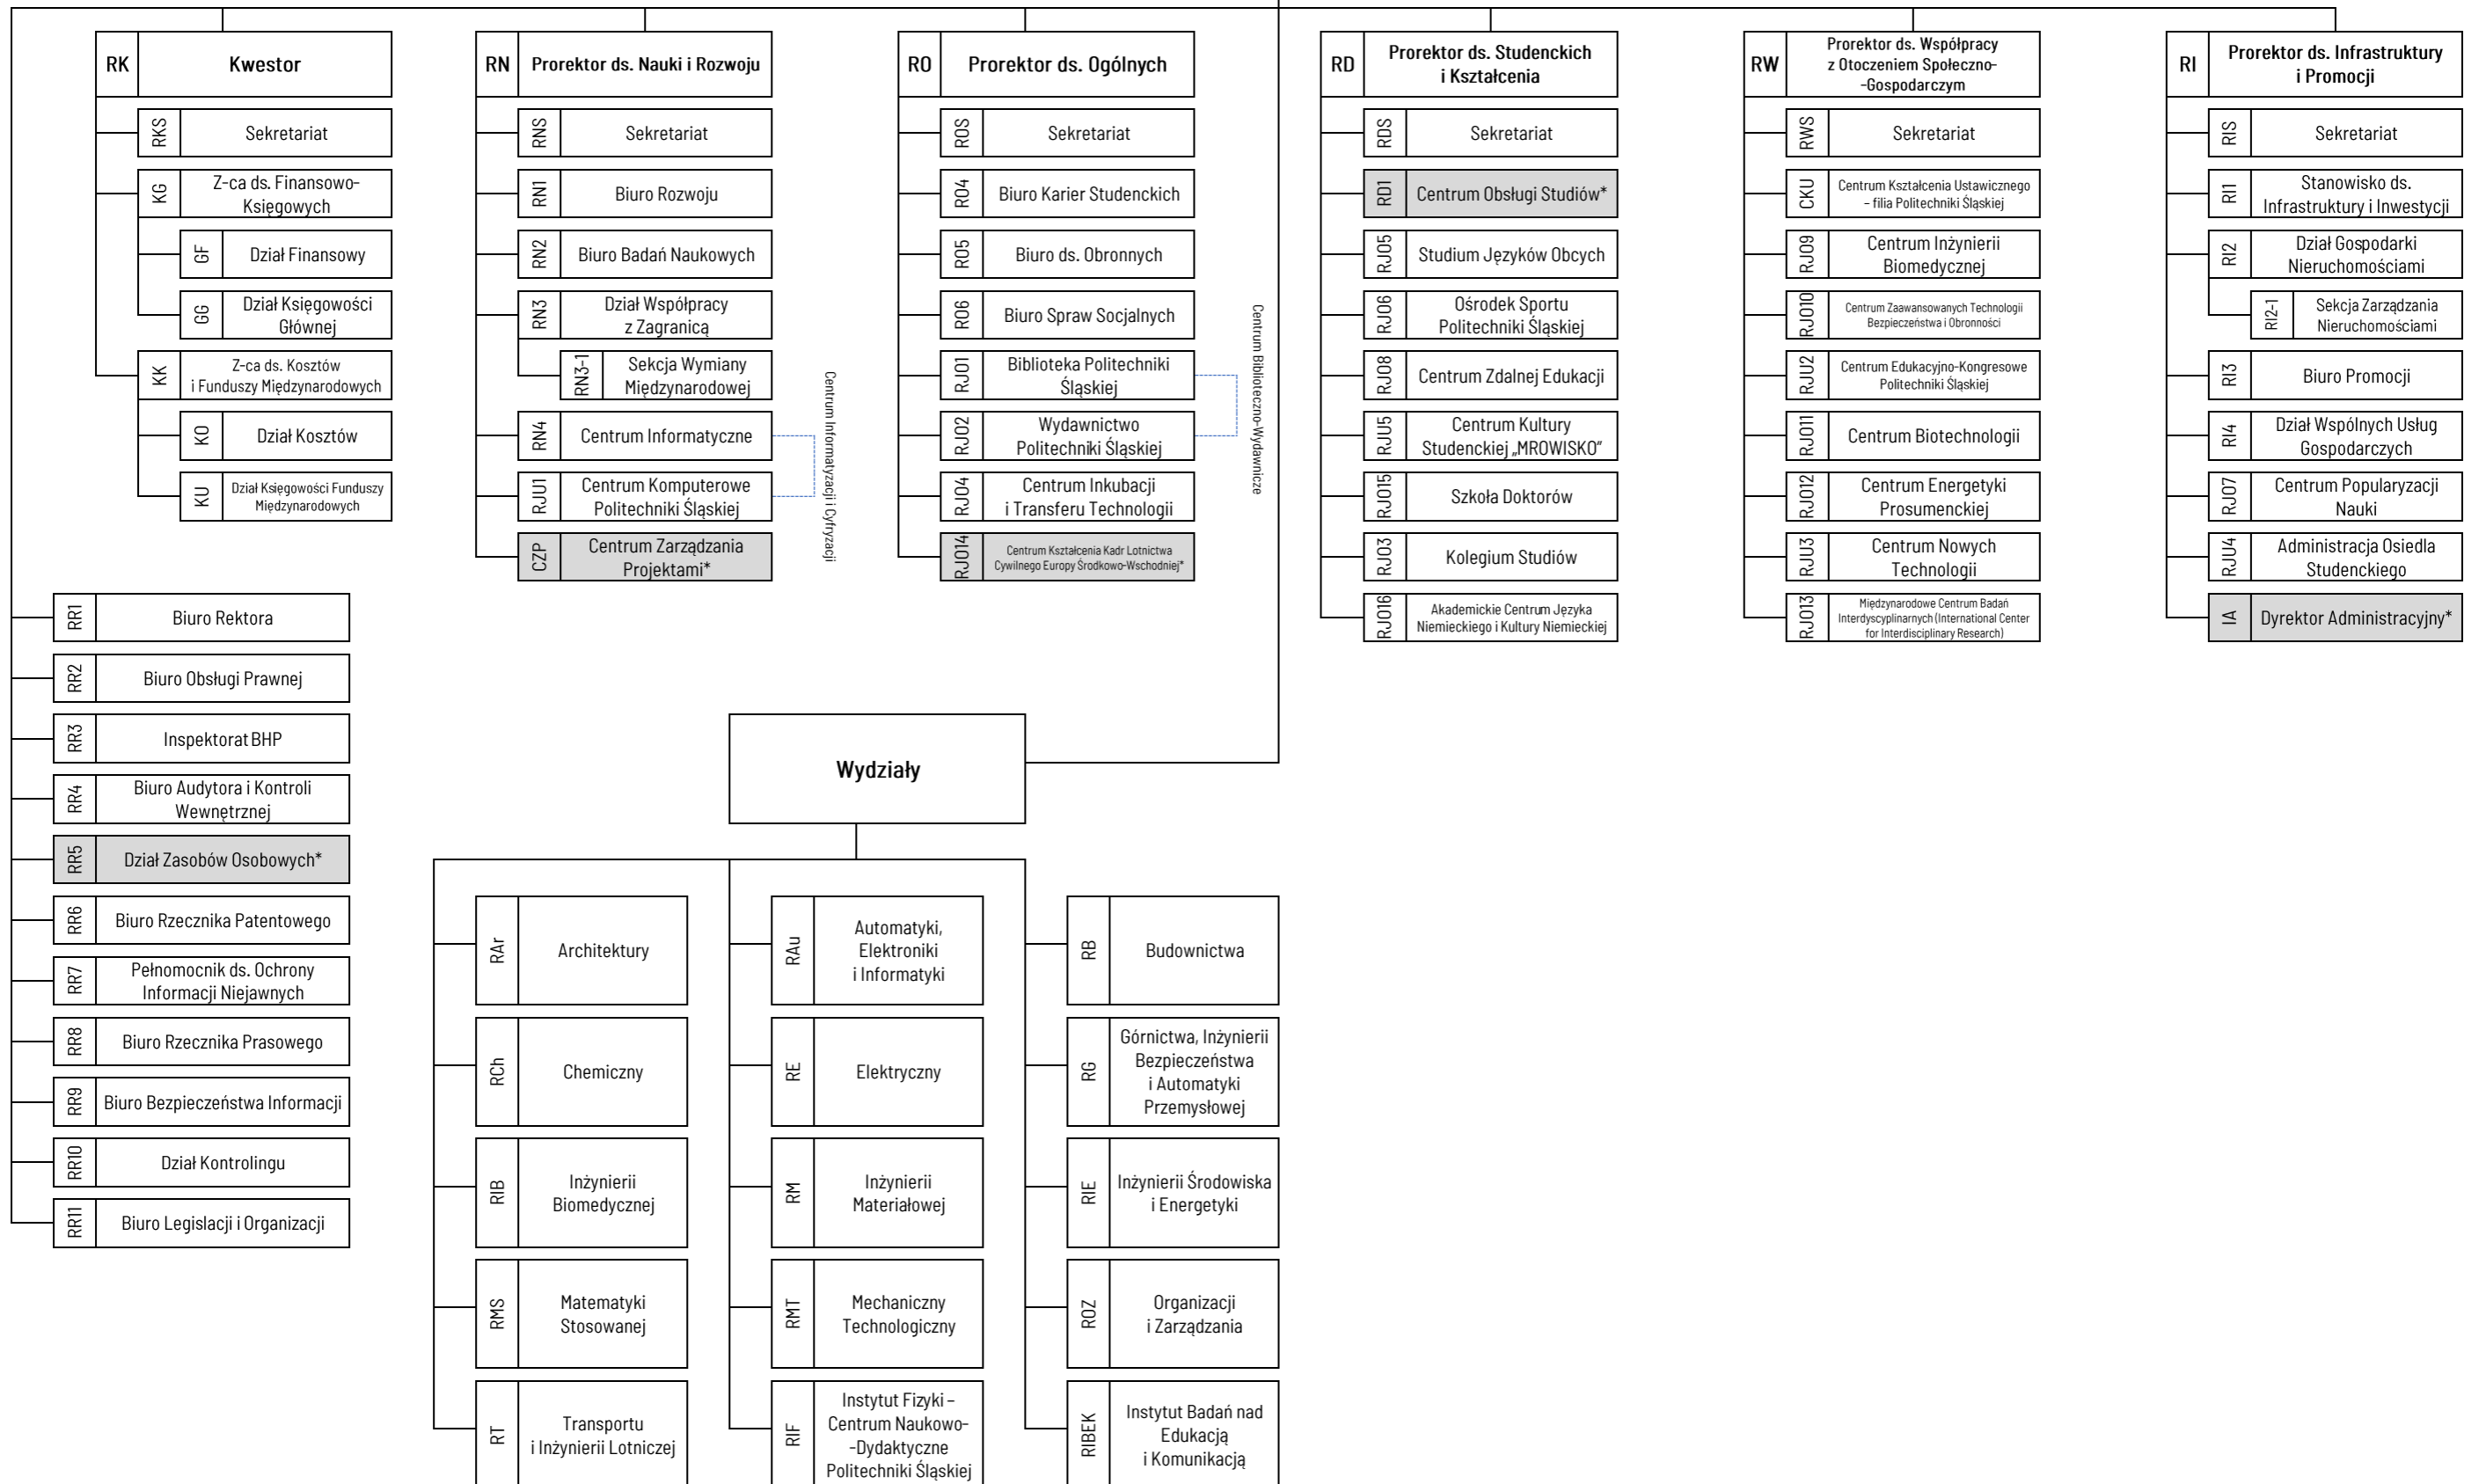 RK
Kwestor
RKS
Sekretariat
KG
Z-ca ds. Finansowo-
Księgowych
GF
Dział Finansowy
GG
Dział Księgowości
Głównej
KK
Z-ca ds. Kosztów
i Funduszy Międzynarodowych
KO
Dział Kosztów
KU
Dział Księgowości Funduszy
Międzynarodowych
RN
Prorektor ds. Nauki i Rozwoju
RNS
Sekretariat
RN1
Biuro Rozwoju
RN2
Biuro Badań Naukowych
RN3
Dział Współpracy
z Zagranicą
RN3-1
Sekcja Wymiany
Międzynarodowej
RN4
Centrum Informatyczne
RJU1
Centrum Komputerowe
Politechniki Śląskiej
CZP
Centrum Zarządzania
Projektami*
Centrum Informatyzacji i Cyfryzacji
RO
Prorektor ds. Ogólnych
ROS
Sekretariat
RO4
Biuro Karier Studenckich
RO5
Biuro ds. Obronnych
RO6
Biuro Spraw Socjalnych
RJO1
Biblioteka Politechniki
Śląskiej
RJO2
Wydawnictwo
Politechniki Śląskiej
RJO4
Centrum Inkubacji
i Transferu Technologii
RJO14
Centrum Kształcenia Kadr Lotnictwa
Cywilnego Europy Środkowo-Wschodniej*
Centrum Biblioteczno-Wydawnicze
RD
Prorektor ds. Studenckich
i Kształcenia
RDS
Sekretariat
RD1
Centrum Obsługi Studiów*
RJO5
Studium Języków Obcych
RJO6
Ośrodek Sportu
Politechniki Śląskiej
RJO8
Centrum Zdalnej Edukacji
RJU5
Centrum Kultury
Studenckiej „MROWISKO”
RJO15
Szkoła Doktorów
RJO3
Kolegium Studiów
RJO16
Akademickie Centrum Języka
Niemieckiego i Kultury Niemieckiej
RW
Prorektor ds. Współpracy
z Otoczeniem Społeczno-
-Gospodarczym
RWS
Sekretariat
CKU
Centrum Kształcenia Ustawicznego
– filia Politechniki Śląskiej
RJO9
Centrum Inżynierii
Biomedycznej
RJO10
Centrum Zaawansowanych Technologii
Bezpieczeństwa i Obronności
RJU2
Centrum Edukacyjno-Kongresowe
Politechniki Śląskiej
RJO11
Centrum Biotechnologii
RJO12
Centrum Energetyki
Prosumenckiej
RJU3
Centrum Nowych
Technologii
RJO13
Międzynarodowe Centrum Badań
Interdyscyplinarnych (International Center
for Interdisciplinary Research)
RI
Prorektor ds. Infrastruktury
i Promocji
RIS
Sekretariat
RI1
Stanowisko ds.
Infrastruktury i Inwestycji
RI2
Dział Gospodarki
Nieruchomościami
RI2-1
Sekcja Zarządzania
Nieruchomościami
RI3
Biuro Promocji
RI4
Dział Wspólnych Usług
Gospodarczych
RJO7
Centrum Popularyzacji
Nauki
RJU4
Administracja Osiedla
Studenckiego
IA
Dyrektor Administracyjny*
RR1
Biuro Rektora
RR2
Biuro Obsługi Prawnej
RR3
Inspektorat BHP
RR4
Biuro Audytora i Kontroli
Wewnętrznej
RR5
Dział Zasobów Osobowych*
RR6
Biuro Rzecznika Patentowego
RR7
Pełnomocnik ds. Ochrony
Informacji Niejawnych
RR8
Biuro Rzecznika Prasowego
RR9
Biuro Bezpieczeństwa Informacji
RR10
Dział Kontrolingu
RR11
Biuro Legislacji i Organizacji
Wydziały
RAr
Architektury
RCh
Chemiczny
RIB
Inżynierii
Biomedycznej
RMS
Matematyki
Stosowanej
RT
Transportu
i Inżynierii Lotniczej
RAu
Automatyki,
Elektroniki
i Informatyki
RE
Elektryczny
RM
Inżynierii
Materiałowej
RMT
Mechaniczny
Technologiczny
RIF
Instytut Fizyki –
Centrum Naukowo-
-Dydaktyczne
Politechniki Śląskiej
RB
Budownictwa
RG
Górnictwa, Inżynierii
Bezpieczeństwa
i Automatyki
Przemysłowej
RIE
Inżynierii Środowiska
i Energetyki
ROZ
Organizacji
i Zarządzania
RIBEK
Instytut Badań nad
Edukacją
i Komunikacją